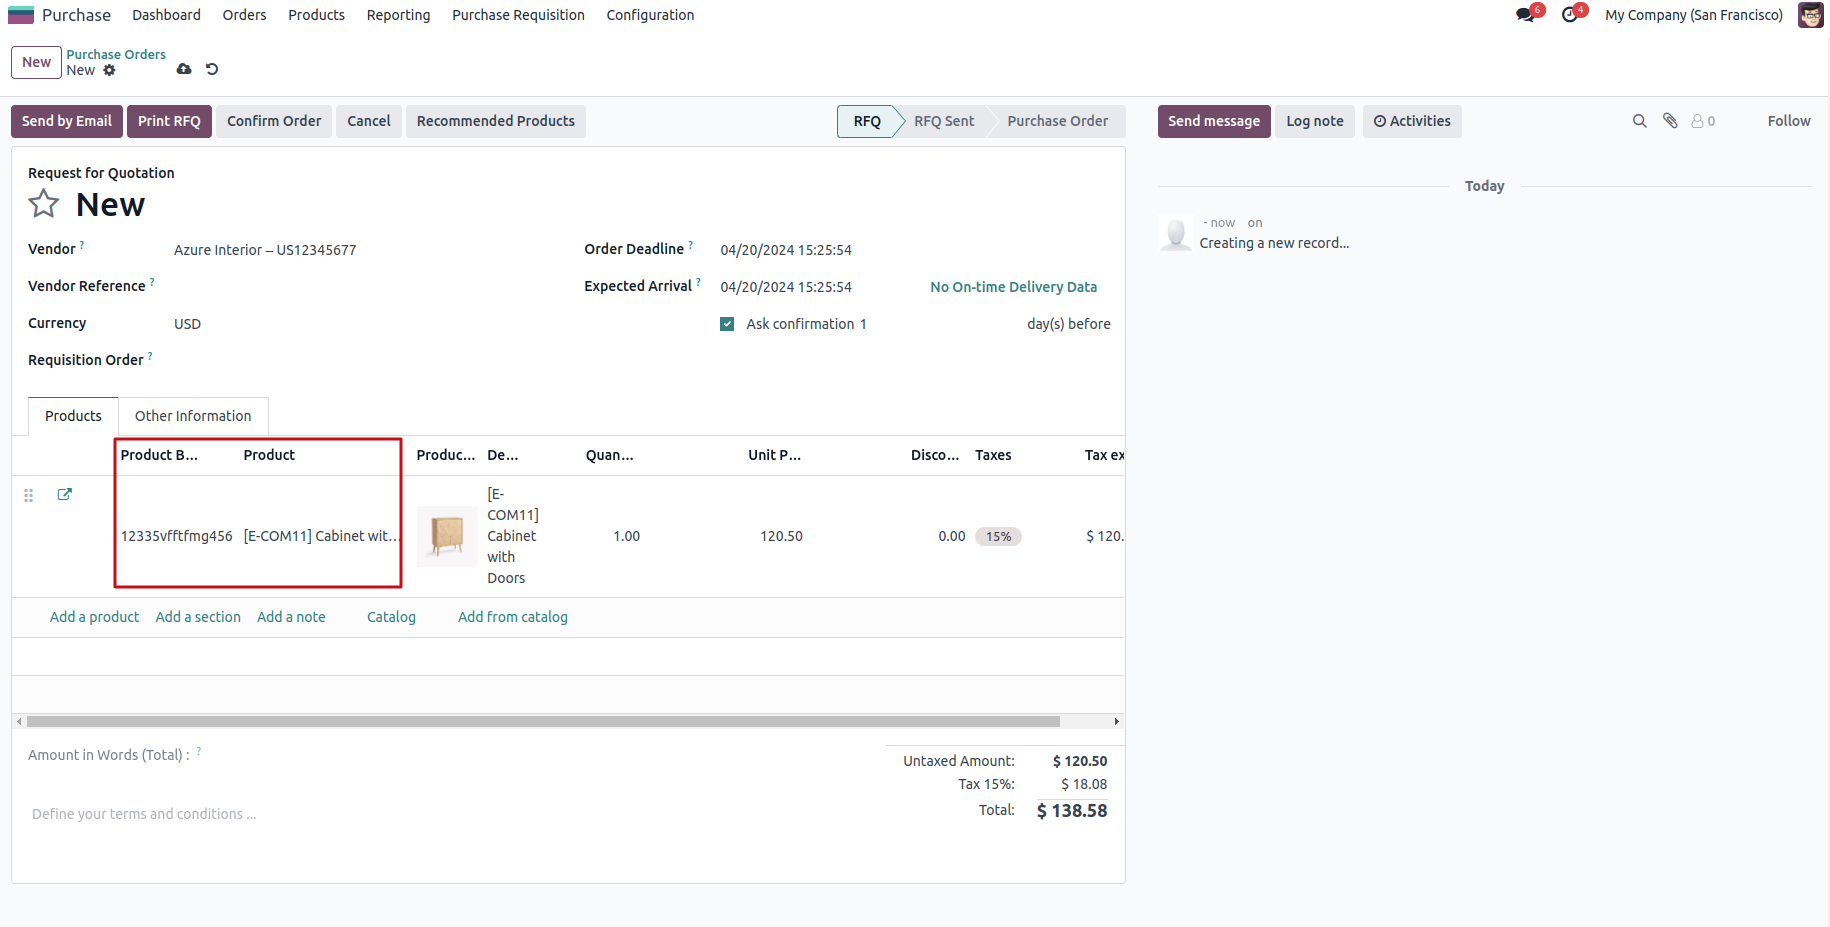 Purchase Dashboard Orders Products Reporting Purchase Requisition Configuration 6 4 My Company (San Francisco)
New Purchase Orders
New
Send by Email Print RFQ Confirm Order Cancel Recommended Products RFQ RFQ Sent Purchase Order Send message Log note Activities 0 Follow
Request for Quotation
New
Today
Vendor ? Azure Interior – US12345677 Order Deadline ? 04/20/2024 15:25:54
- now on
Creating a new record...
Vendor Reference ? Expected Arrival ? 04/20/2024 15:25:54 No On-time Delivery Data
Currency USD Ask confirmation 1 day(s) before
Requisition Order ?
Products Other Information
Product B... Product Produc... De... Quan... Unit P... Disco... Taxes Tax ex
12335vfftfmg456 [E-COM11] Cabinet wit... [E-
COM11]
Cabinet
with
Doors 1.00 120.50 0.00 15% $ 120.
Add a product Add a section Add a note Catalog Add from catalog
Amount in Words (Total) : ?
Untaxed Amount: $ 120.50
Tax 15%: $ 18.08
Total: $ 138.58
Define your terms and conditions ...